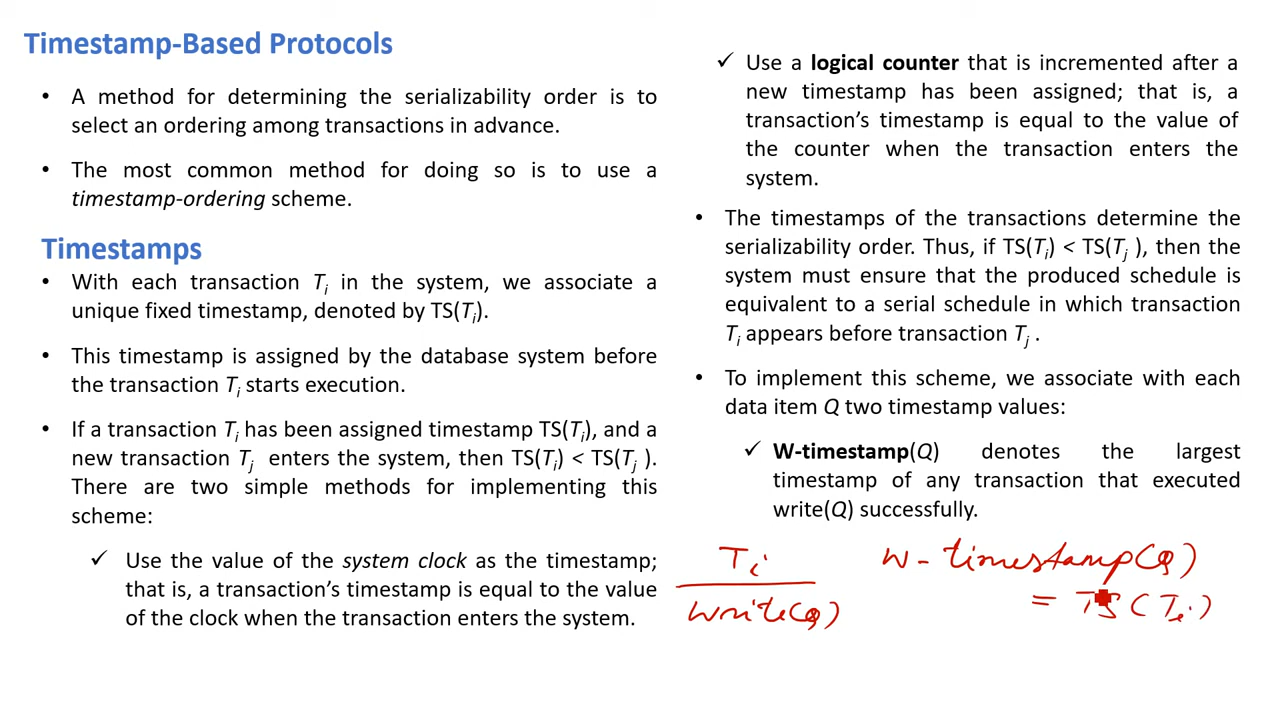 Timestamp-Based Protocols
• A method for determining the serializability order is to
select an ordering among transactions in advance.
• The most common method for doing so is to use a
timestamp-ordering scheme.
Timestamps
• With each transaction Ti in the system, we associate a
unique fixed timestamp, denoted by TS(Ti).
• This timestamp is assigned by the database system before
the transaction Ti starts execution.
• If a transaction Ti has been assigned timestamp TS(Ti), and a
new transaction Tj enters the system, then TS(Ti) < TS(Tj ).
There are two simple methods for implementing this
scheme:
✓ Use the value of the system clock as the timestamp;
that is, a transaction’s timestamp is equal to the value
of the clock when the transaction enters the system.
✓ Use a logical counter that is incremented after a
new timestamp has been assigned; that is, a
transaction’s timestamp is equal to the value of
the counter when the transaction enters the
system.
• The timestamps of the transactions determine the
serializability order. Thus, if TS(Ti) < TS(Tj ), then the
system must ensure that the produced schedule is
equivalent to a serial schedule in which transaction
Ti appears before transaction Tj .
• To implement this scheme, we associate with each
data item Q two timestamp values:
✓ W-timestamp(Q) denotes the largest
timestamp of any transaction that executed
write(Q) successfully.
Ti
write(Q)
W - timestamp(Q)
= TS(Ti)